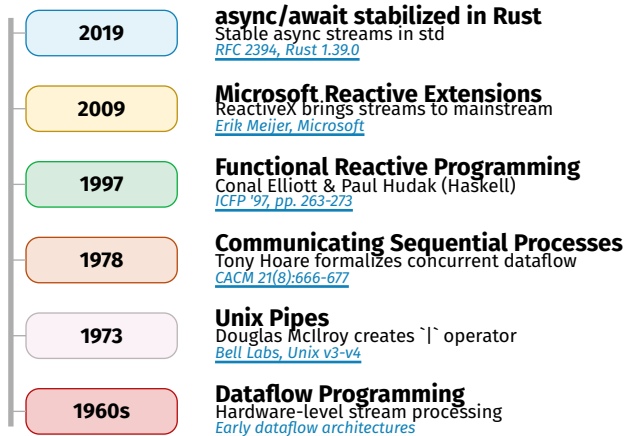 2019
async/await stabilized in Rust
Stable async streams in std
RFC 2394, Rust 1.39.0
2009
Microsoft Reactive Extensions
ReactiveX brings streams to mainstream
Erik Meijer, Microsoft
1997
Functional Reactive Programming
Conal Elliott & Paul Hudak (Haskell)
ICFP '97, pp. 263-273
1978
Communicating Sequential Processes
Tony Hoare formalizes concurrent dataflow
CACM 21(8):666-677
1973
Unix Pipes
Douglas McIlroy creates `|` operator
Bell Labs, Unix v3-v4
1960s
Dataflow Programming
Hardware-level stream processing
Early dataflow architectures